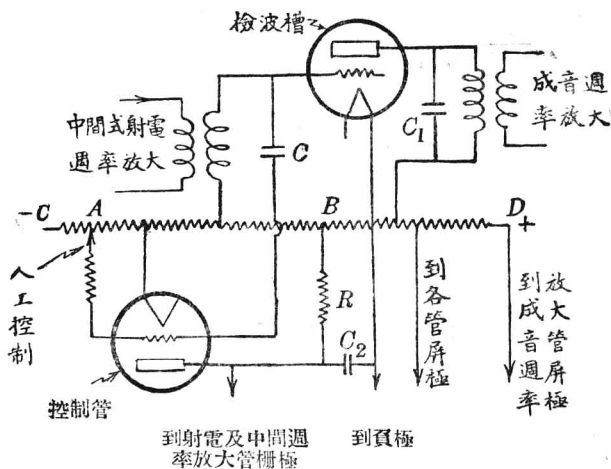 檢波槽
中間式射電
週率放大
C
C1
成音週
率放大
-C
A
B
D
+
人工控制
R
C2
到各管屏極
到成音週率
放大管屏極
控制管
到射電及中間週
率放大管栅極
到負極